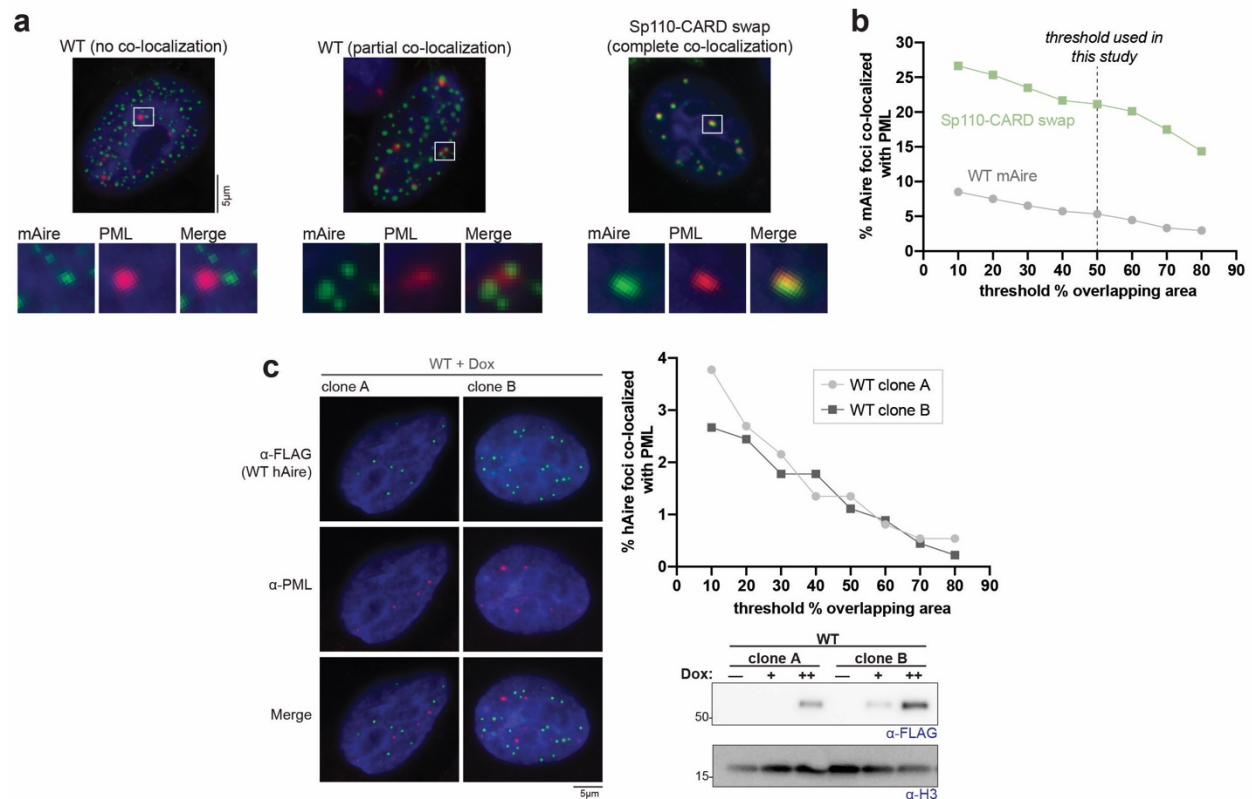 a
WT (no co-localization)
WT (partial co-localization)
Sp110-CARD swap
(complete co-localization)
5μm
mAire PML Merge
mAire PML Merge
mAire PML Merge
b
threshold used in
this study
% mAire foci co-localized
with PML
30
25
20
15
10
5
0
Sp110-CARD swap
WT mAire
0 10 20 30 40 50 60 70 80 90
threshold % overlapping area
c
WT + Dox
clone A clone B
α-FLAG
(WT hAire)
α-PML
Merge
5μm
% hAire foci co-localized
with PML
4
3
2
1
0
WT clone A
WT clone B
0 10 20 30 40 50 60 70 80 90
threshold % overlapping area
WT
clone A clone B
Dox: — + ++ — + ++
50-
α-FLAG
15-
α-H3